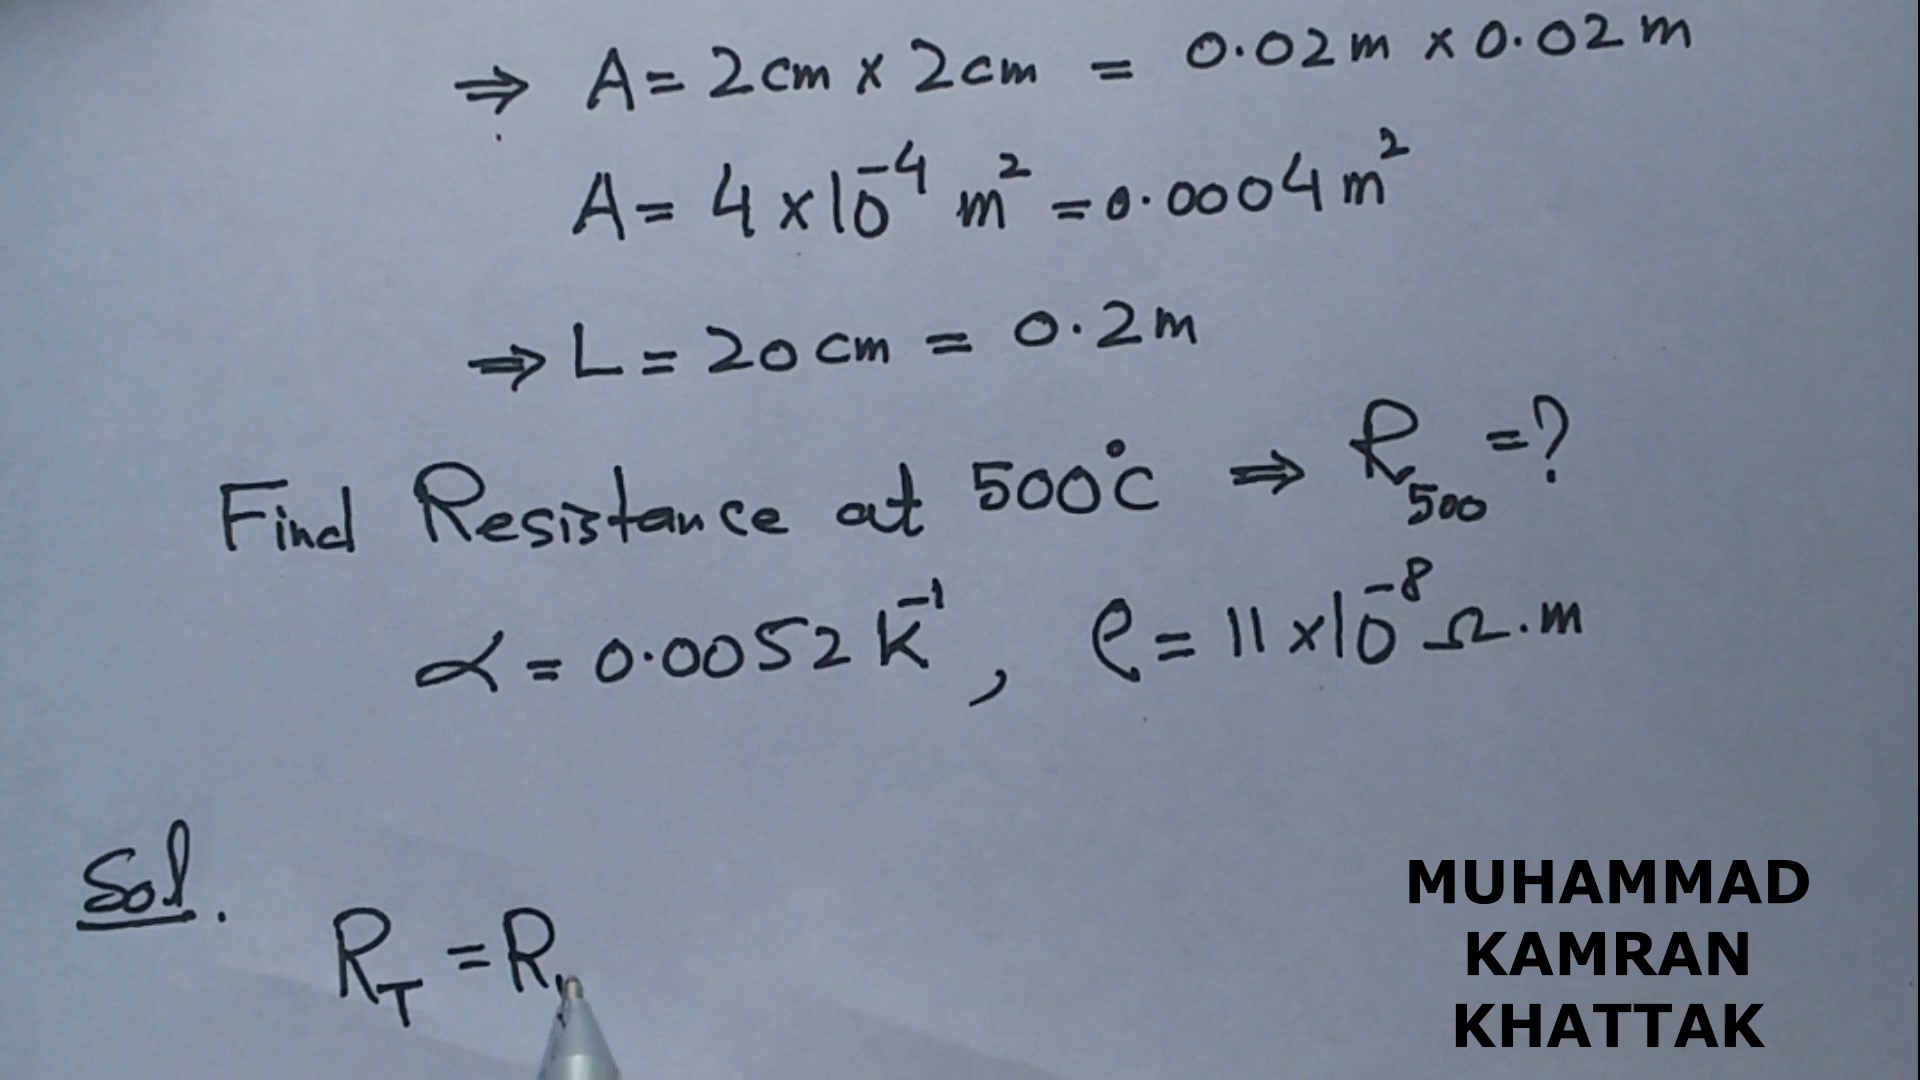 ⇒ A = 2cm × 2cm = 0.02m × 0.02m
A = 4 × 10⁻⁴ m² = 0.0004 m²
⇒ L = 20 cm = 0.2m
Find Resistance at 500°C ⇒ R₅₀₀ = ?
α = 0.0052 K⁻¹, ρ = 11 × 10⁻⁸ Ω.m
Sol.
R_T = R
MUHAMMAD
KAMRAN
KHATTAK